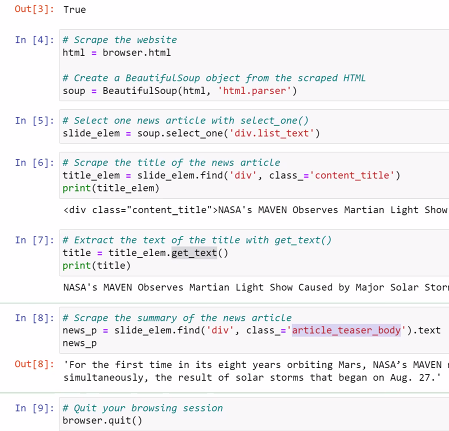 Out[3]: True
In [4]: # Scrape the website
html = browser.html
# Create a BeautifulSoup object from the scraped HTML
soup = BeautifulSoup(html, 'html.parser')
In [5]: # Select one news article with select_one()
slide_elem = soup.select_one('div.list_text')
In [6]: # Scrape the title of the news article
title_elem = slide_elem.find('div', class_='content_title')
print(title_elem)
<div class="content_title">NASA's MAVEN Observes Martian Light Show
In [7]: # Extract the text of the title with get_text()
title = title_elem.get_text()
print(title)
NASA's MAVEN Observes Martian Light Show Caused by Major Solar
In [8]: # Scrape the summary of the news article
news_p = slide_elem.find('div', class_='article_teaser_body').text
news_p
Out[8]: 'For the first time in its eight years orbiting Mars, NASA’s MAVEN
simultaneously, the result of solar storms that began on Aug. 27.'
In [9]: # Quit your browsing session
browser.quit()